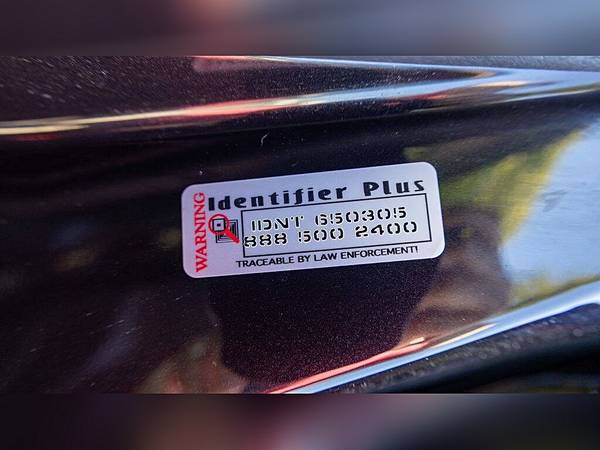 WARNING
Identifier Plus
IDNT 650305
888 500 2400
TRACEABLE BY LAW ENFORCEMENT!